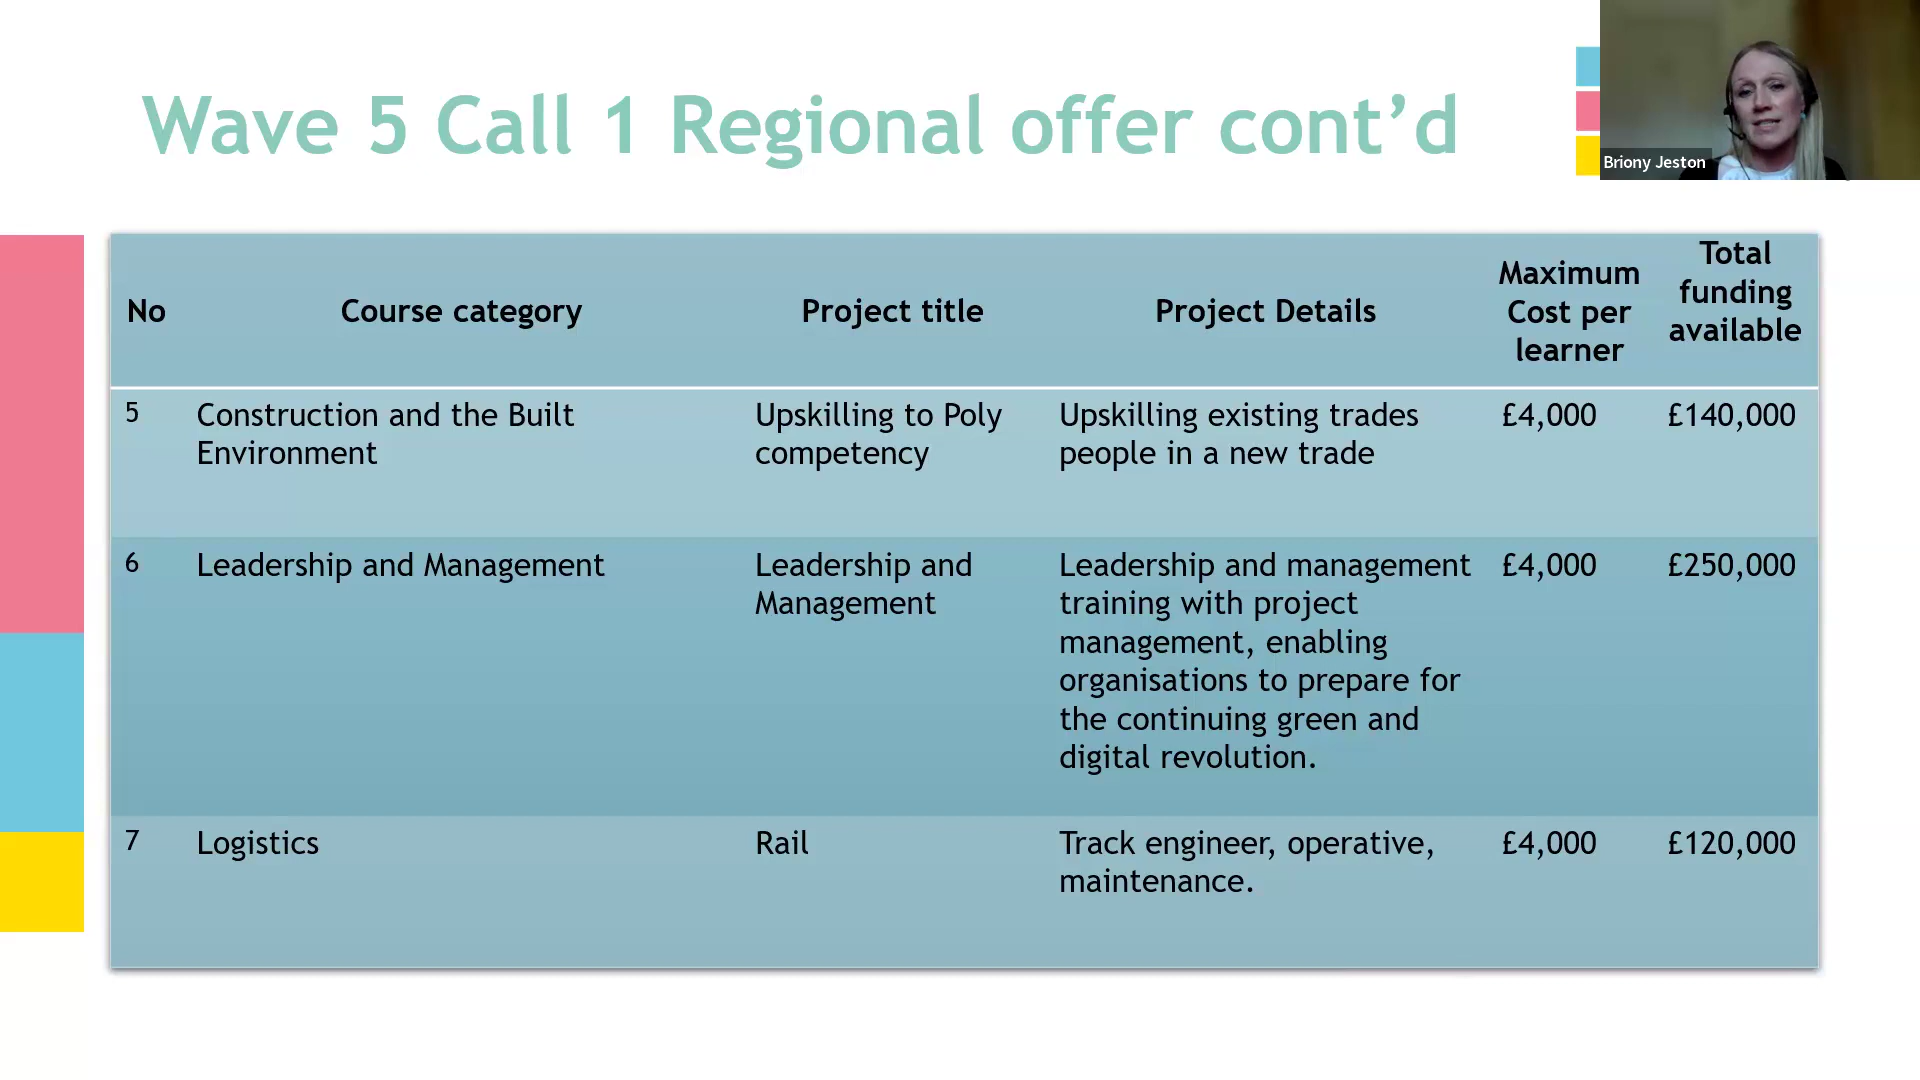 Wave 5 Call 1 Regional offer cont’d
Briony Jeston
No
Course category
Project title
Project Details
Maximum
Cost per
learner
Total
funding
available
5
Construction and the Built
Environment
Upskilling to Poly
competency
Upskilling existing trades
people in a new trade
£4,000
£140,000
6
Leadership and Management
Leadership and
Management
Leadership and management
training with project
management, enabling
organisations to prepare for
the continuing green and
digital revolution.
£4,000
£250,000
7
Logistics
Rail
Track engineer, operative,
maintenance.
£4,000
£120,000